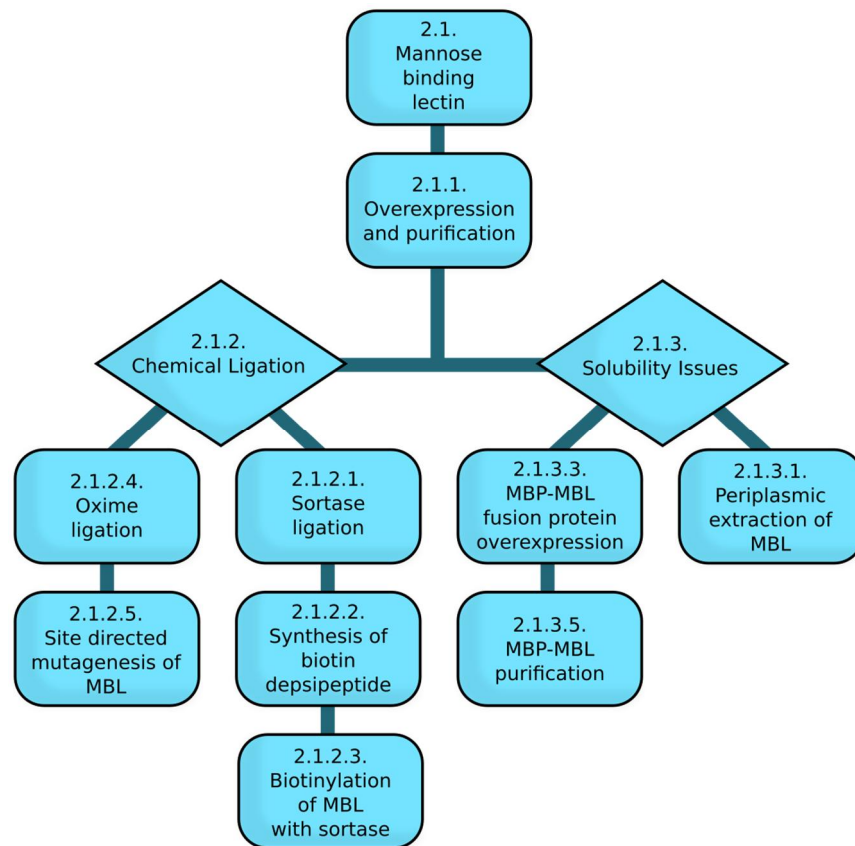 2.1.
Mannose
binding
lectin
2.1.1.
Overexpression
and purification
2.1.2.
Chemical Ligation
2.1.3.
Solubility Issues
2.1.2.4.
Oxime
ligation
2.1.2.1.
Sortase
ligation
2.1.3.3.
MBP-MBL
fusion protein
overexpression
2.1.3.1.
Periplasmic
extraction of
MBL
2.1.2.5.
Site directed
mutagenesis of
MBL
2.1.2.2.
Synthesis of
biotin
depsipeptide
2.1.3.5.
MBP-MBL
purification
2.1.2.3.
Biotinylation
of MBL
with sortase